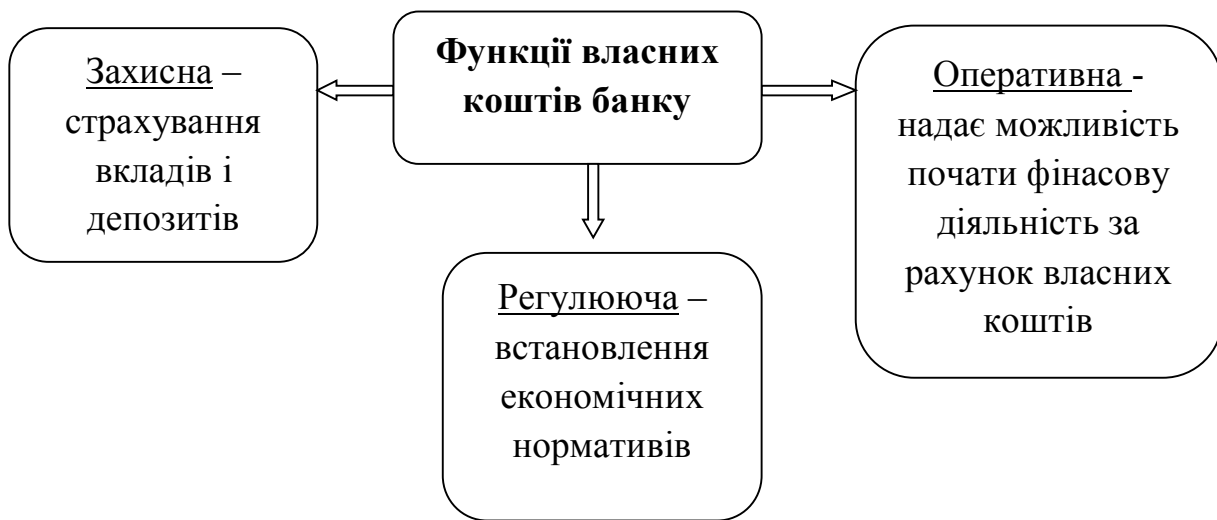 Функції власних
коштів банку
Захисна –
страхування
вкладів і
депозитів
Регулююча –
встановлення
економічних
нормативів
Оперативна -
надає можливість
почати фінасову
діяльність за
рахунок власних
коштів